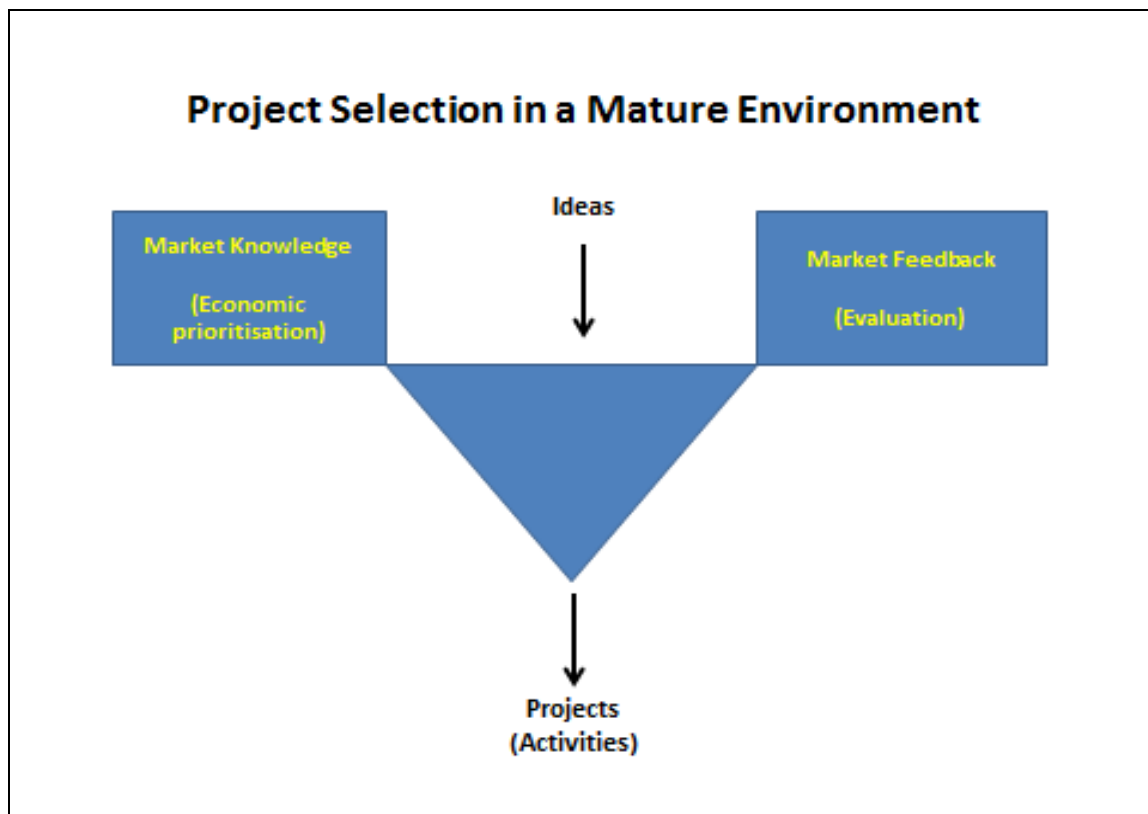 Project Selection in a Mature Environment
Ideas
Market Knowledge
(Economic
prioritisation)
Market Feedback
(Evaluation)
Projects
(Activities)